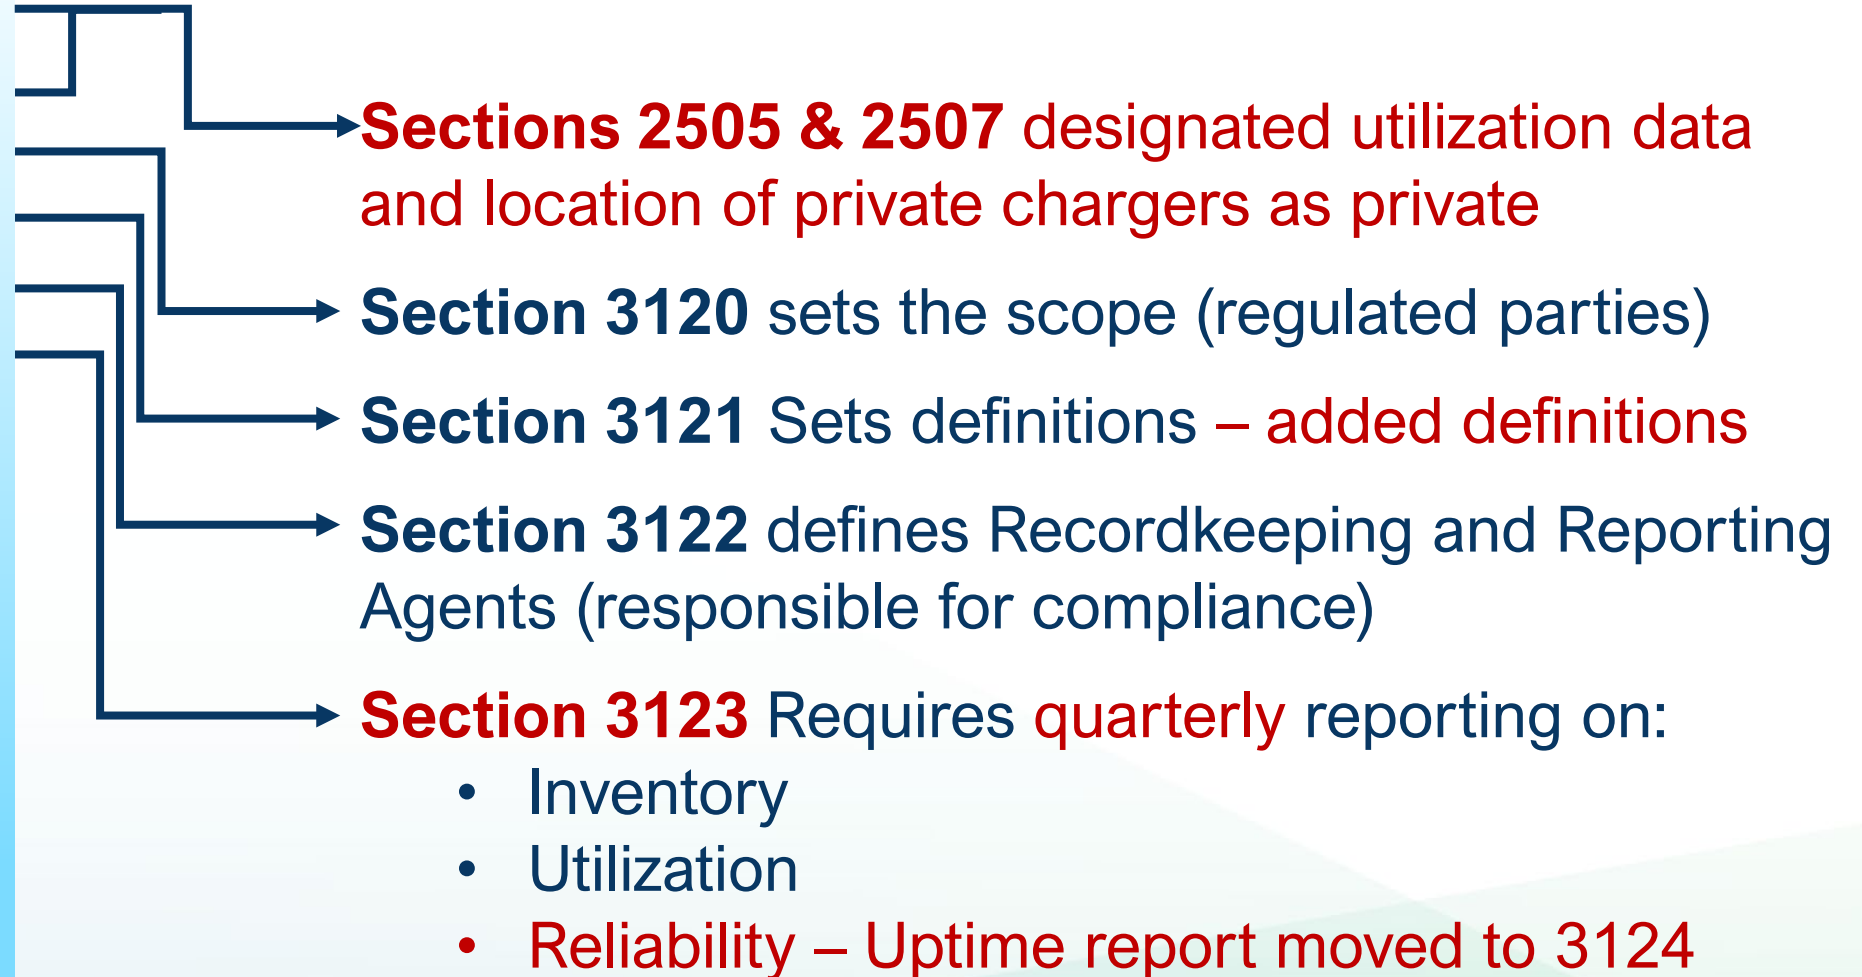 Sections 2505 & 2507 designated utilization data
and location of private chargers as private
Section 3120 sets the scope (regulated parties)
Section 3121 Sets definitions – added definitions
Section 3122 defines Recordkeeping and Reporting
Agents (responsible for compliance)
Section 3123 Requires quarterly reporting on:
• Inventory
• Utilization
• Reliability – Uptime report moved to 3124